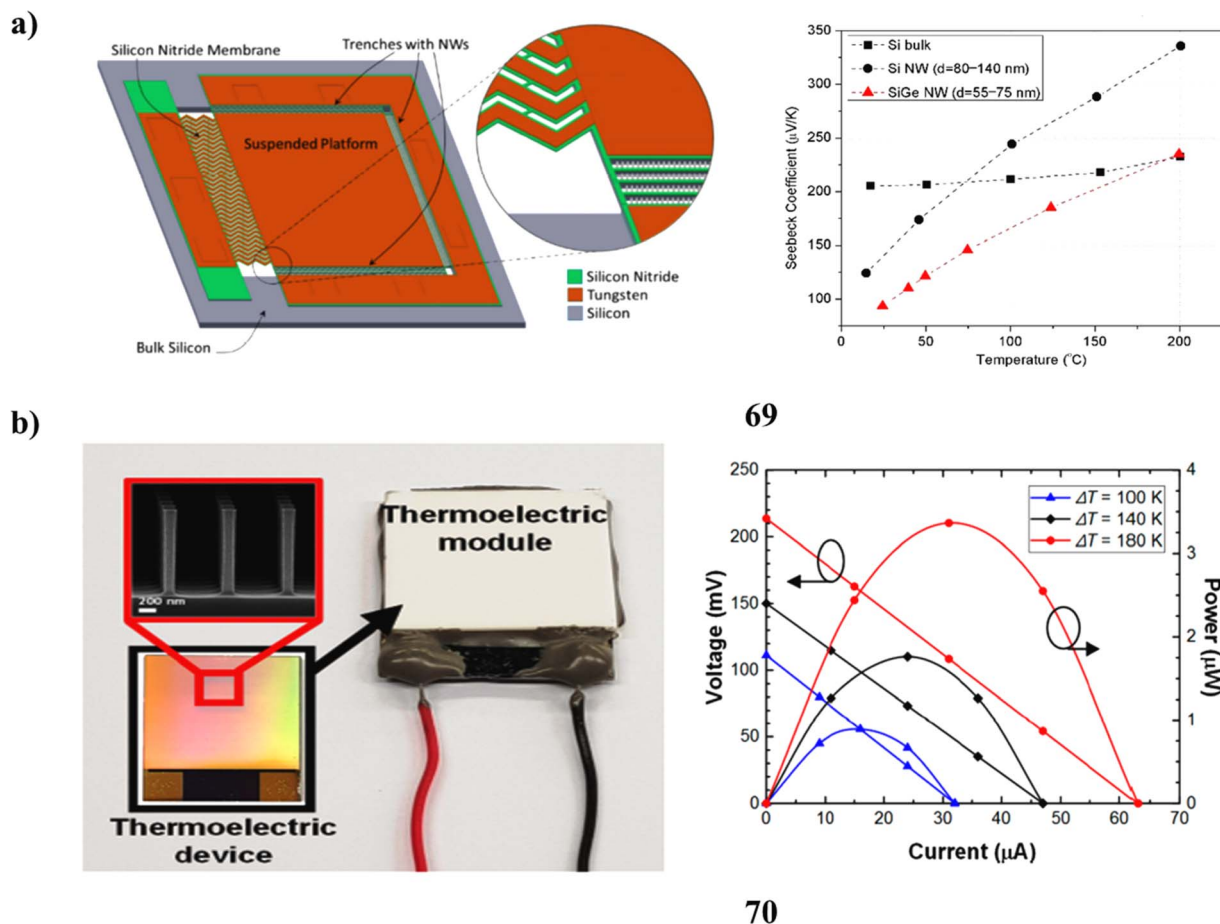 a)
Silicon Nitride Membrane
Trenches with NWs
Suspended Platform
Silicon Nitride
Tungsten
Silicon
Bulk Silicon
Seebeck Coefficient (µV/K)
350
300
250
200
150
100
Si bulk
Si NW (d=80–140 nm)
SiGe NW (d=55–75 nm)
0
50
100
150
200
Temperature (°C)
69
b)
200 nm
Thermoelectric
module
Thermoelectric
device
Voltage (mV)
250
200
150
100
50
0
ΔT = 100 K
ΔT = 140 K
ΔT = 180 K
4
3
2
1
0
Power (µW)
0
10
20
30
40
50
60
70
Current (µA)
70